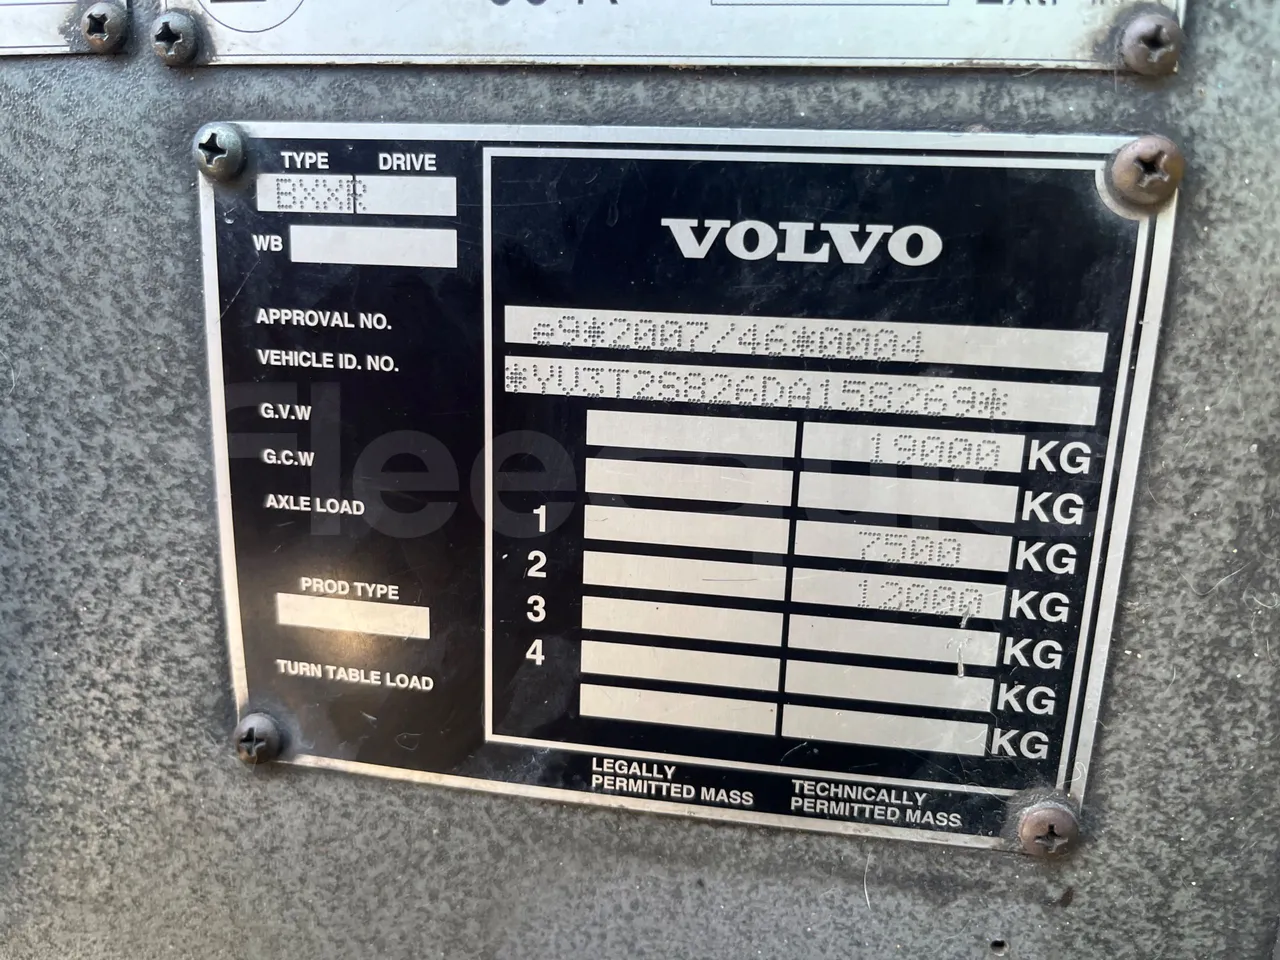 TYPE DRIVE
BXXR
WB
VOLVO
APPROVAL NO. e9*2007/46*0004
VEHICLE ID. NO. *YV3T2S826DA158269*
G.V.W 19000 KG
G.C.W KG
AXLE LOAD 1 7500 KG
2 12000 KG
3 KG
4 KG
PROD TYPE
TURN TABLE LOAD KG
LEGALLY
PERMITTED MASS
TECHNICALLY
PERMITTED MASS
fleequid